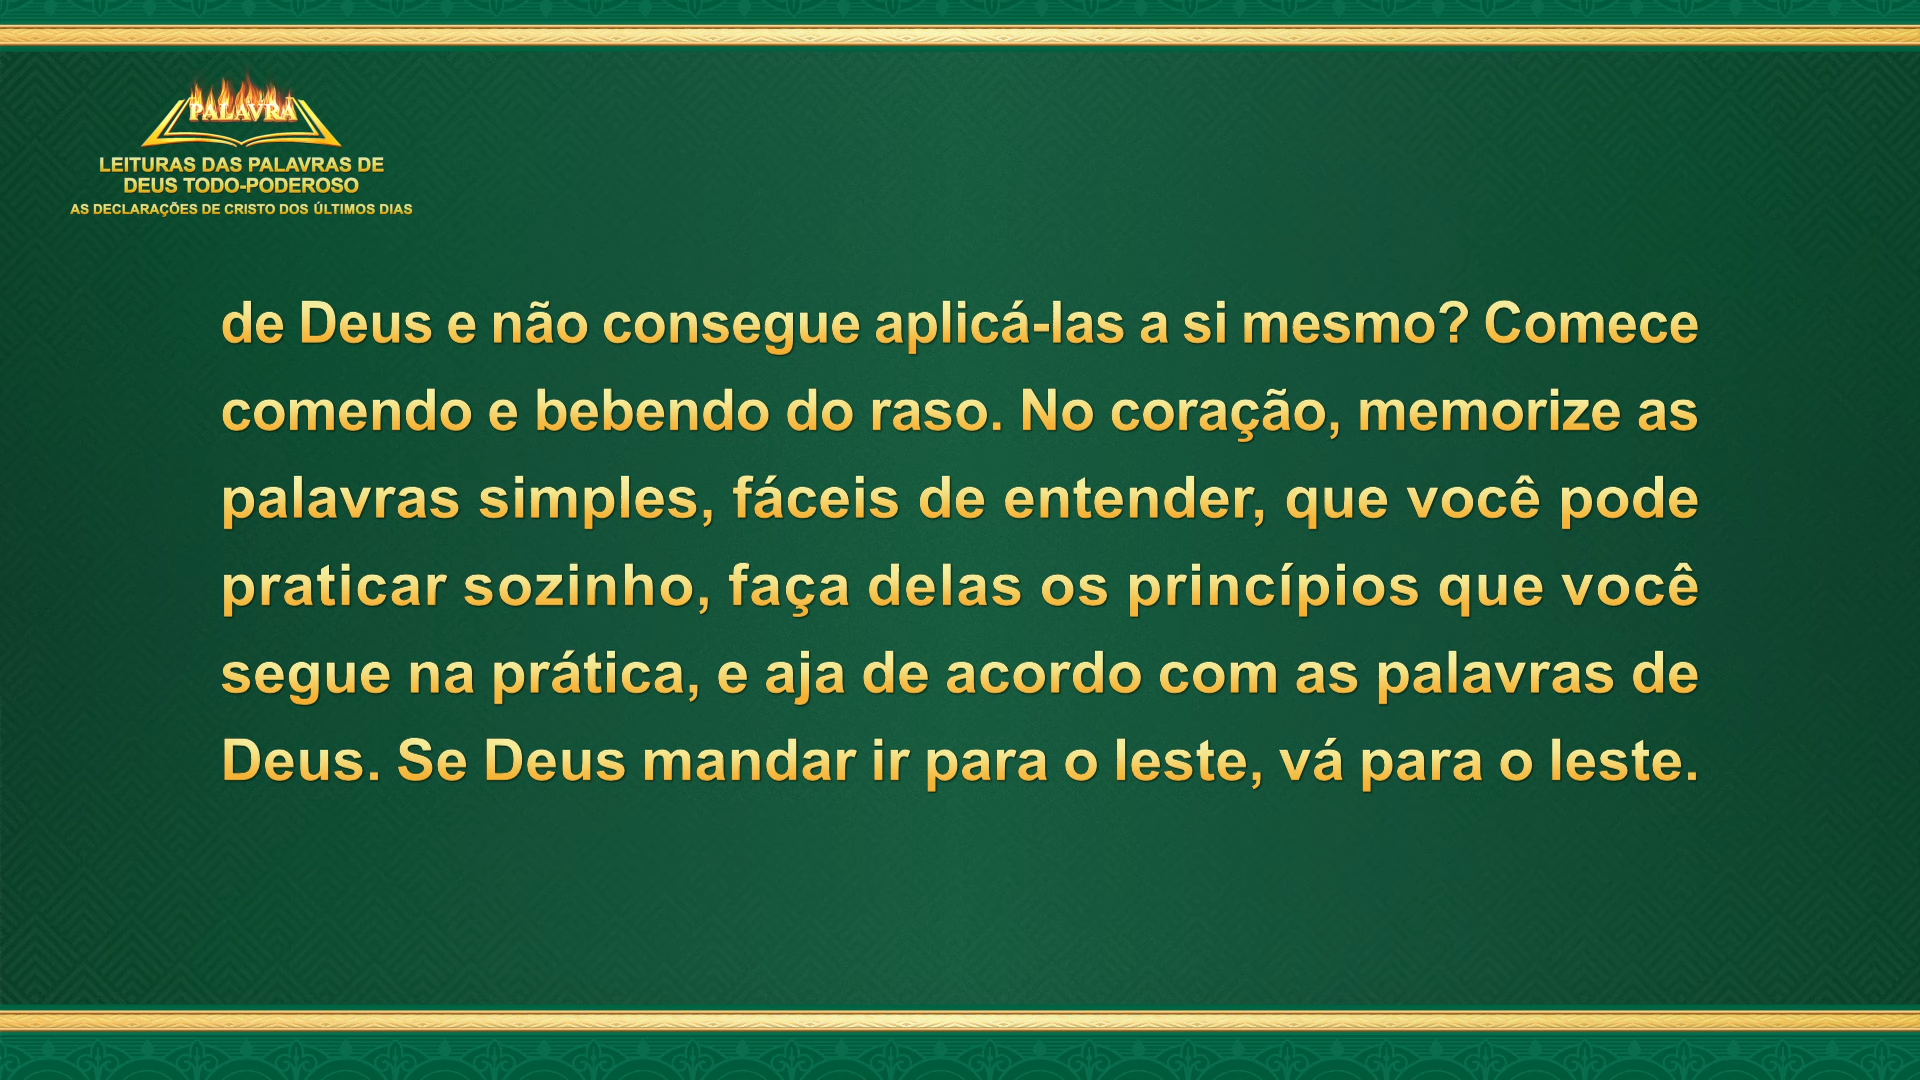 PALAVRA
LEITURAS DAS PALAVRAS DE
DEUS TODO-PODEROSO
AS DECLARAÇÕES DE CRISTO DOS ÚLTIMOS DIAS
de Deus e não consegue aplicá-las a si mesmo? Comece
comendo e bebendo do raso. No coração, memorize as
palavras simples, fáceis de entender, que você pode
praticar sozinho, faça delas os princípios que você
segue na prática, e aja de acordo com as palavras de
Deus. Se Deus mandar ir para o leste, vá para o leste.